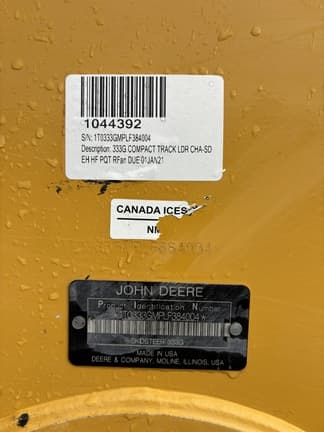 1044392
S/N: 1T0333GMPLF384004
Description: 333G COMPACT TRACK LDR CHA-SD
EH HF PQT RFan DUE 01JAN21
CANADA ICES
NM
JOHN DEERE
Product Identification Number
*1T0333GMPLF384004*
SKIDSTEER 333G
MADE IN USA
DEERE & COMPANY, MOLINE, ILLINOIS, USA